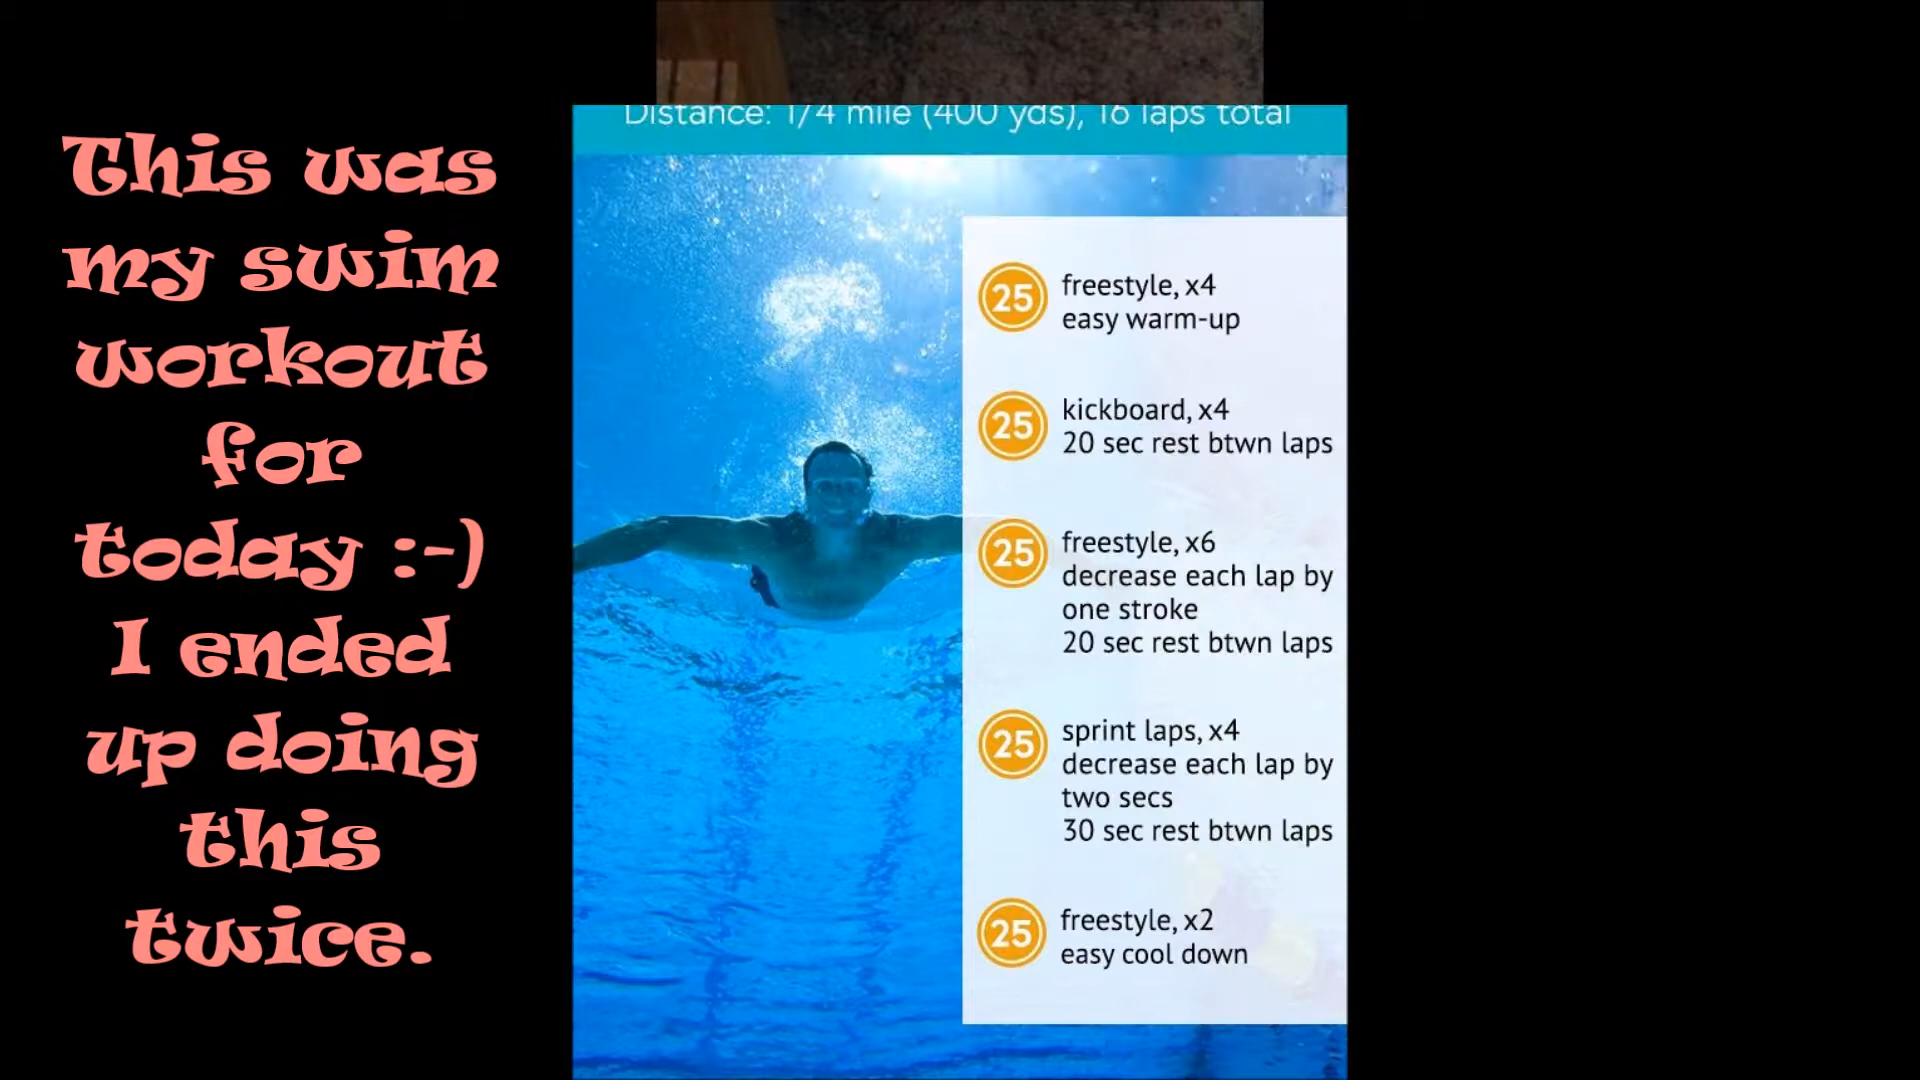 This was
my swim
workout
for
today :-)
I ended
up doing
this
twice.
Distance: 1/4 mile (400 yds), 16 laps total
25
freestyle, x4
easy warm-up
25
kickboard, x4
20 sec rest btwn laps
25
freestyle, x6
decrease each lap by
one stroke
20 sec rest btwn laps
25
sprint laps, x4
decrease each lap by
two secs
30 sec rest btwn laps
25
freestyle, x2
easy cool down